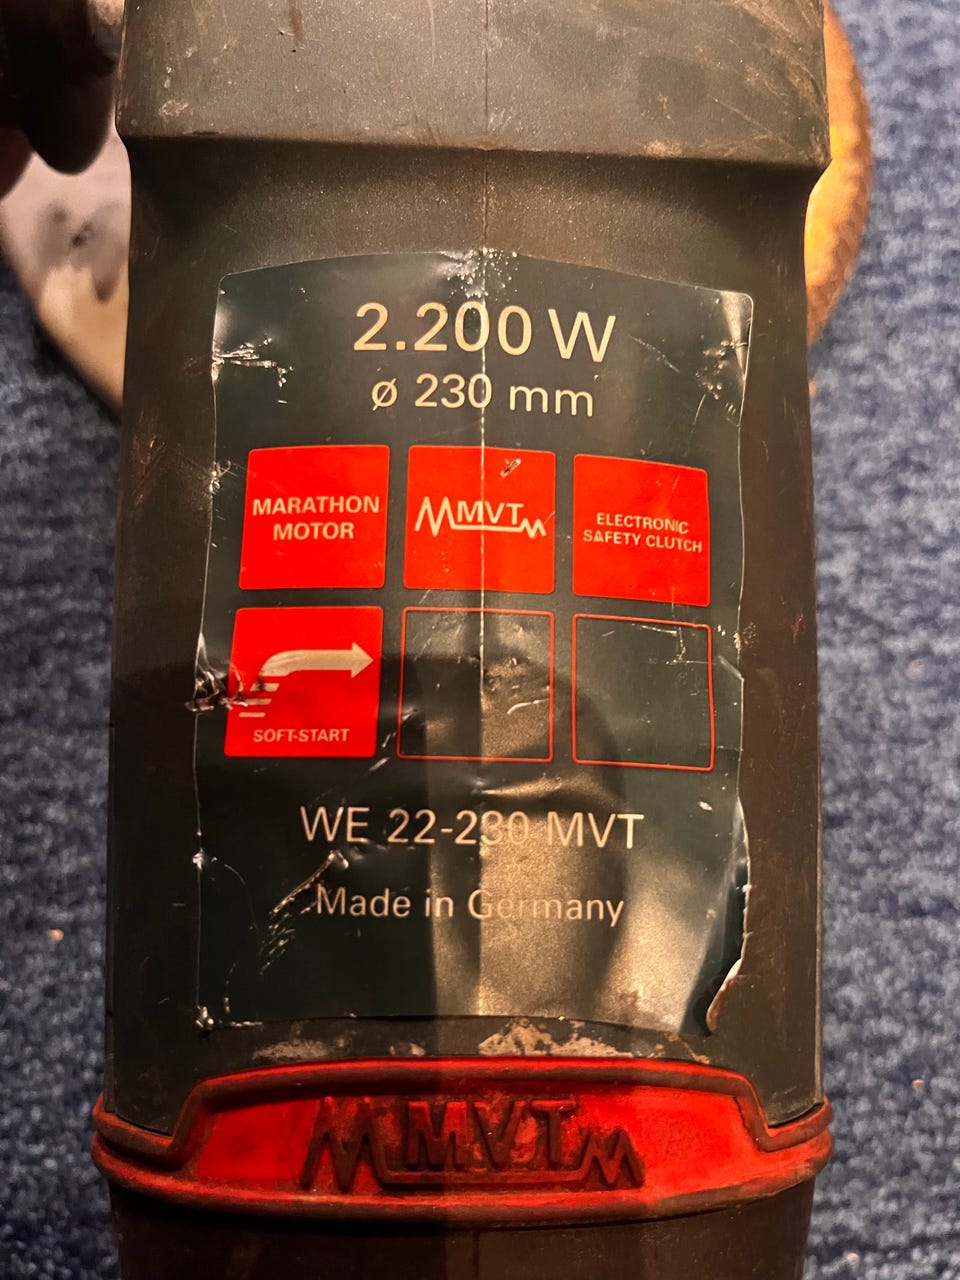 2.200 W
ø 230 mm
MARATHON
MOTOR
MVT
ELECTRONIC
SAFETY CLUTCH
SOFT-START
WE 22-230 MVT
Made in Germany
MVT